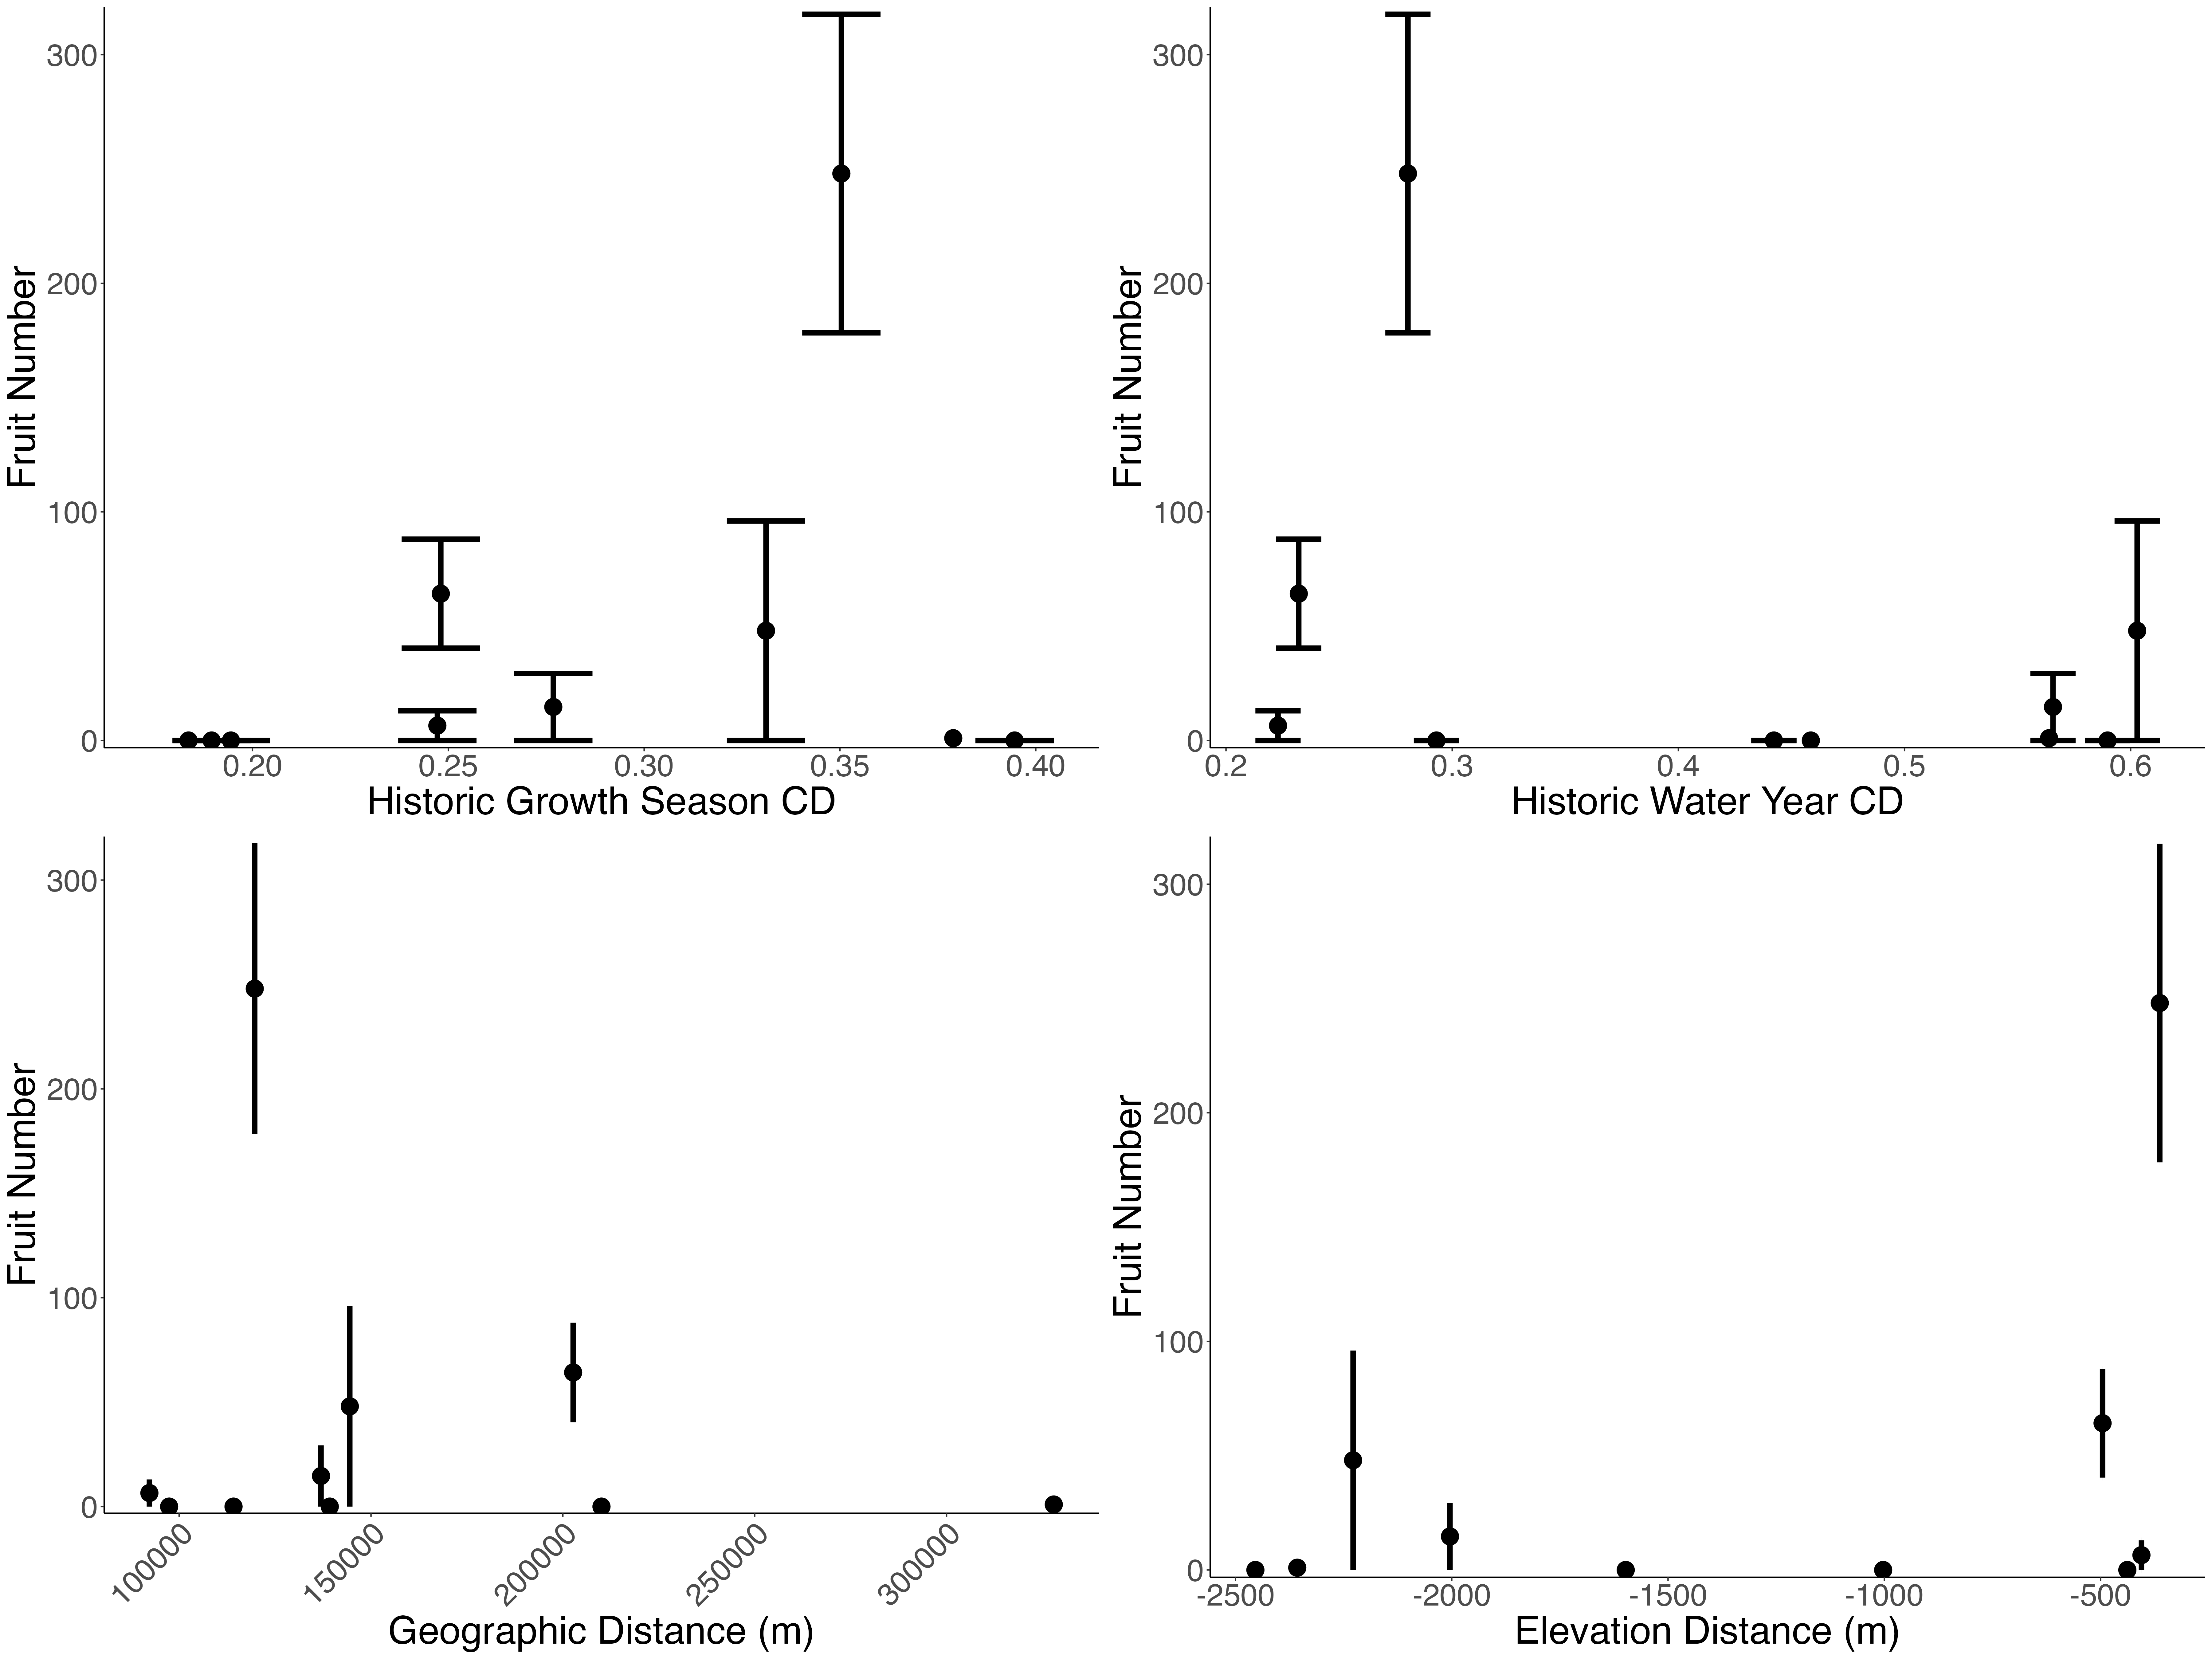 Fruit Number
300
200
100
0
0.20 0.25 0.30 0.35 0.40
Historic Growth Season CD
Fruit Number
300
200
100
0
0.2 0.3 0.4 0.5 0.6
Historic Water Year CD
Fruit Number
300
200
100
0
100000 150000 200000 250000 300000
Geographic Distance (m)
Fruit Number
300
200
100
0
-2500 -2000 -1500 -1000 -500
Elevation Distance (m)